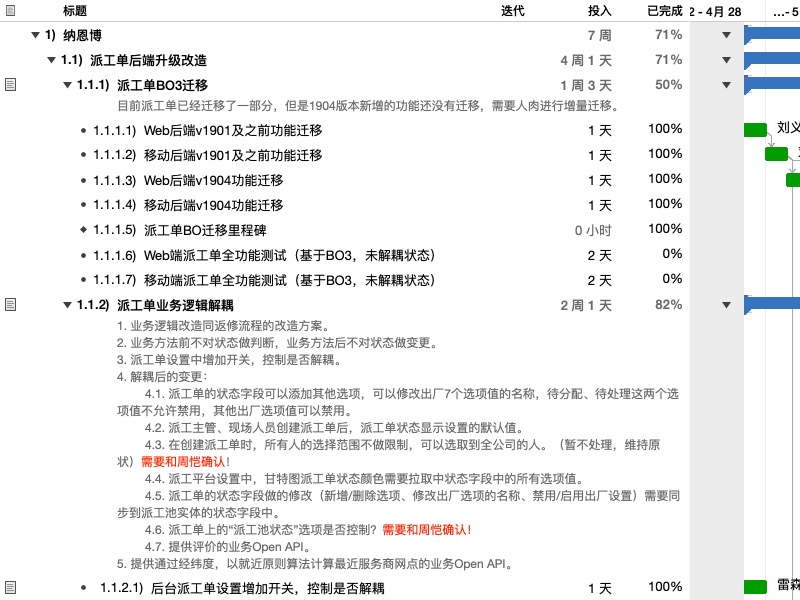 标题 迭代 投入 已完成 2 - 4月 28 ...- 5
1) 纳恩博 7 周 71%
1.1) 派工单后端升级改造 4 周 1 天 71%
1.1.1) 派工单BO3迁移 1 周 3 天 50%
目前派工单已经迁移了一部分，但是1904版本新增的功能还没有迁移，需要人肉进行增量迁移。
• 1.1.1.1) Web后端v1901及之前功能迁移 1 天 100% 刘义
• 1.1.1.2) 移动后端v1901及之前功能迁移 1 天 100%
• 1.1.1.3) Web后端v1904功能迁移 1 天 100%
• 1.1.1.4) 移动后端v1904功能迁移 1 天 100%
◆ 1.1.1.5) 派工单BO迁移里程碑 0 小时 100%
• 1.1.1.6) Web端派工单全功能测试（基于BO3，未解耦状态） 2 天 0%
• 1.1.1.7) 移动端派工单全功能测试（基于BO3，未解耦状态） 2 天 0%
1.1.2) 派工单业务逻辑解耦 2 周 1 天 82%
1. 业务逻辑改造同返修流程的改造方案。
2. 业务方法前不对状态做判断，业务方法后不对状态做变更。
3. 派工单设置中增加开关，控制是否解耦。
4. 解耦后的变更：
4.1. 派工单的状态字段可以添加其他选项，可以修改出厂7个选项值的名称，待分配、待处理这两个选
项值不允许禁用，其他出厂选项值可以禁用。
4.2. 派工主管、现场人员创建派工单后，派工单状态显示设置的默认值。
4.3. 在创建派工单时，所有人的选择范围不做限制，可以选取到全公司的人。（暂不处理，维持原
状）需要和周恺确认！
4.4. 派工平台设置中，甘特图派工单状态颜色需要拉取中状态字段中的所有选项值。
4.5. 派工单的状态字段做的修改（新增/删除选项、修改出厂选项的名称、禁用/启用出厂设置）需要同
步到派工池实体的状态字段中。
4.6. 派工单上的“派工池状态”选项是否控制？需要和周恺确认！
4.7. 提供评价的业务Open API。
5. 提供通过经纬度，以就近原则算法计算最近服务商网点的业务Open API。
• 1.1.2.1) 后台派工单设置增加开关，控制是否解耦 1 天 100% 雷森